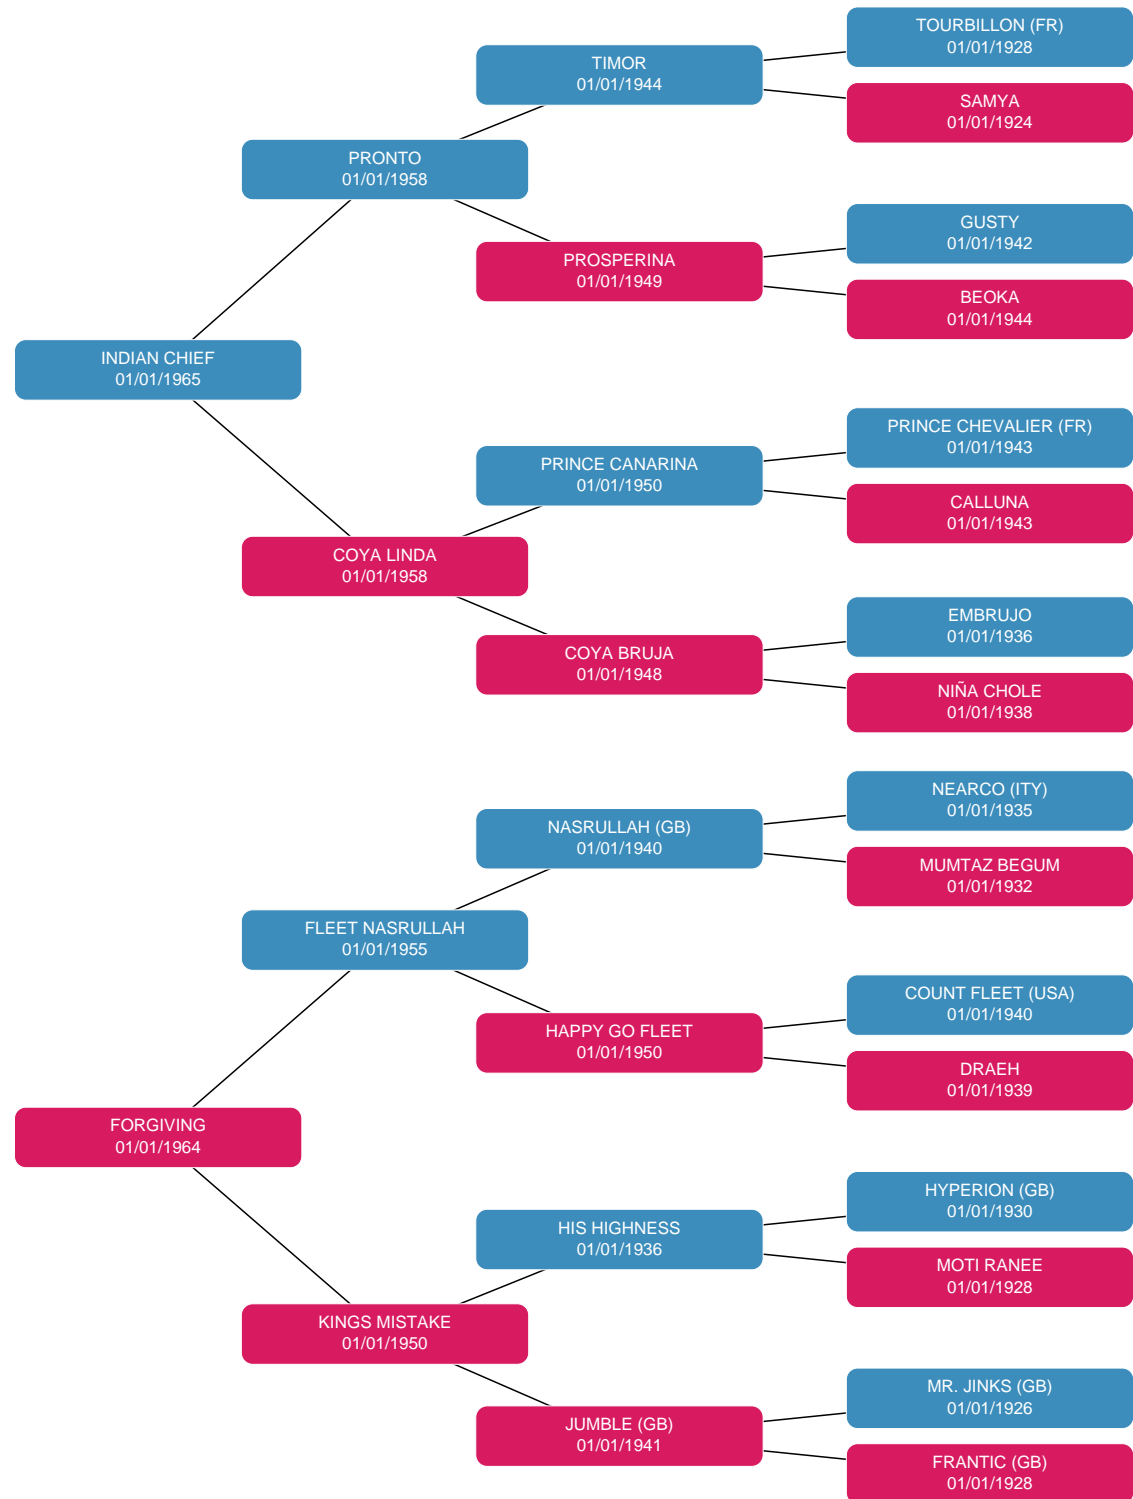 TOURBILLON (FR)
01/01/1928
TIMOR
01/01/1944
SAMYA
01/01/1924
PRONTO
01/01/1958
GUSTY
01/01/1942
PROSPERINA
01/01/1949
BEOKA
01/01/1944
INDIAN CHIEF
01/01/1965
PRINCE CHEVALIER (FR)
01/01/1943
PRINCE CANARINA
01/01/1950
CALLUNA
01/01/1943
COYA LINDA
01/01/1958
EMBRUJO
01/01/1936
COYA BRUJA
01/01/1948
NIÑA CHOLE
01/01/1938
NEARCO (ITY)
01/01/1935
NASRULLAH (GB)
01/01/1940
MUMTAZ BEGUM
01/01/1932
FLEET NASRULLAH
01/01/1955
COUNT FLEET (USA)
01/01/1940
HAPPY GO FLEET
01/01/1950
DRAEH
01/01/1939
FORGIVING
01/01/1964
HYPERION (GB)
01/01/1930
HIS HIGHNESS
01/01/1936
MOTI RANEE
01/01/1928
KINGS MISTAKE
01/01/1950
MR. JINKS (GB)
01/01/1926
JUMBLE (GB)
01/01/1941
FRANTIC (GB)
01/01/1928